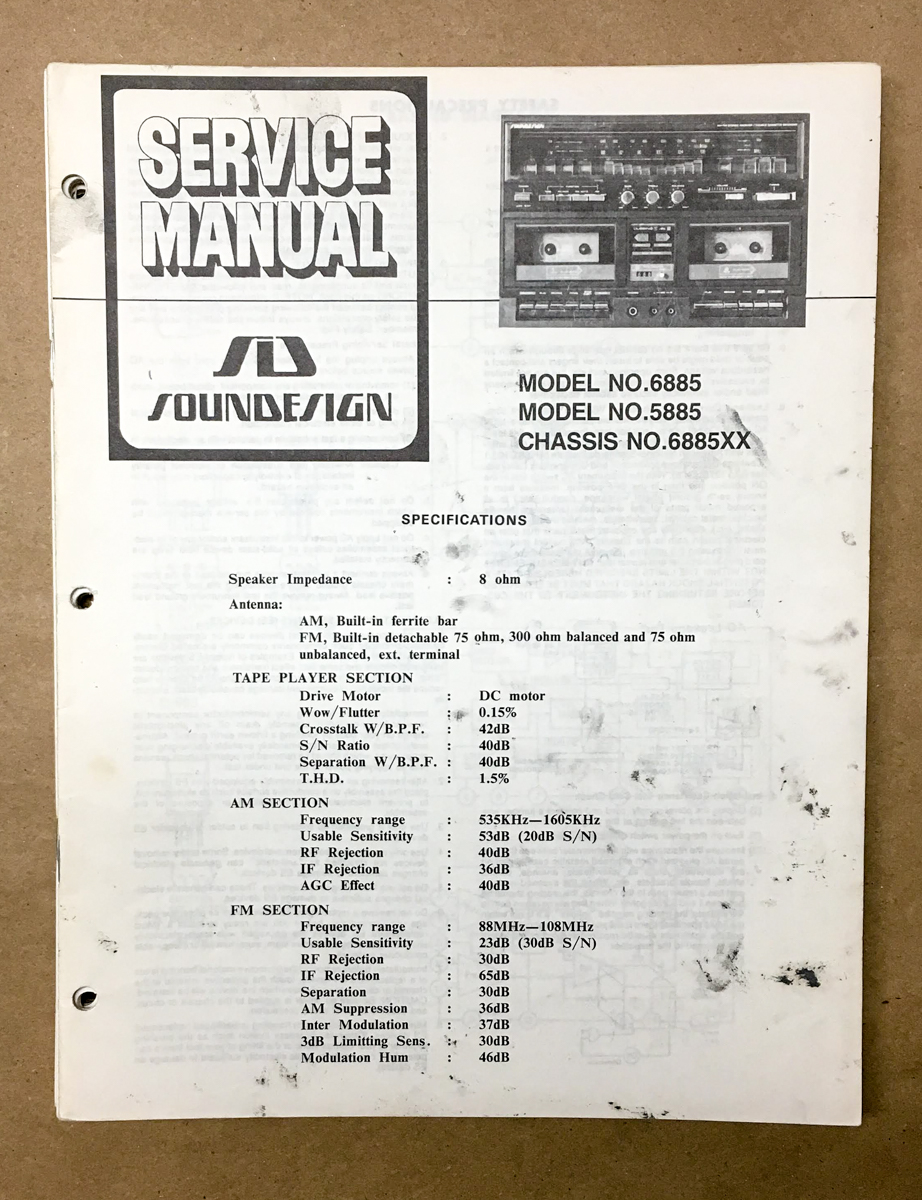 SERVICE
MANUAL
SD
SOUNDESIGN
SOUNDESIGN
MODEL NO.6885
MODEL NO.5885
CHASSIS NO.6885XX
SPECIFICATIONS
Speaker Impedance : 8 ohm
Antenna:
AM, Built-in ferrite bar
FM, Built-in detachable 75 ohm, 300 ohm balanced and 75 ohm
unbalanced, ext. terminal
TAPE PLAYER SECTION
Drive Motor : DC motor
Wow/Flutter : 0.15%
Crosstalk W/B.P.F. : 42dB
S/N Ratio : 40dB
Separation W/B.P.F. : 40dB
T.H.D. : 1.5%
AM SECTION
Frequency range : 535KHz—1605KHz
Usable Sensitivity : 53dB (20dB S/N)
RF Rejection : 40dB
IF Rejection : 36dB
AGC Effect : 40dB
FM SECTION
Frequency range : 88MHz—108MHz
Usable Sensitivity : 23dB (30dB S/N)
RF Rejection : 30dB
IF Rejection : 65dB
Separation : 30dB
AM Suppression : 36dB
Inter Modulation : 37dB
3dB Limitting Sens. : 30dB
Modulation Hum : 46dB